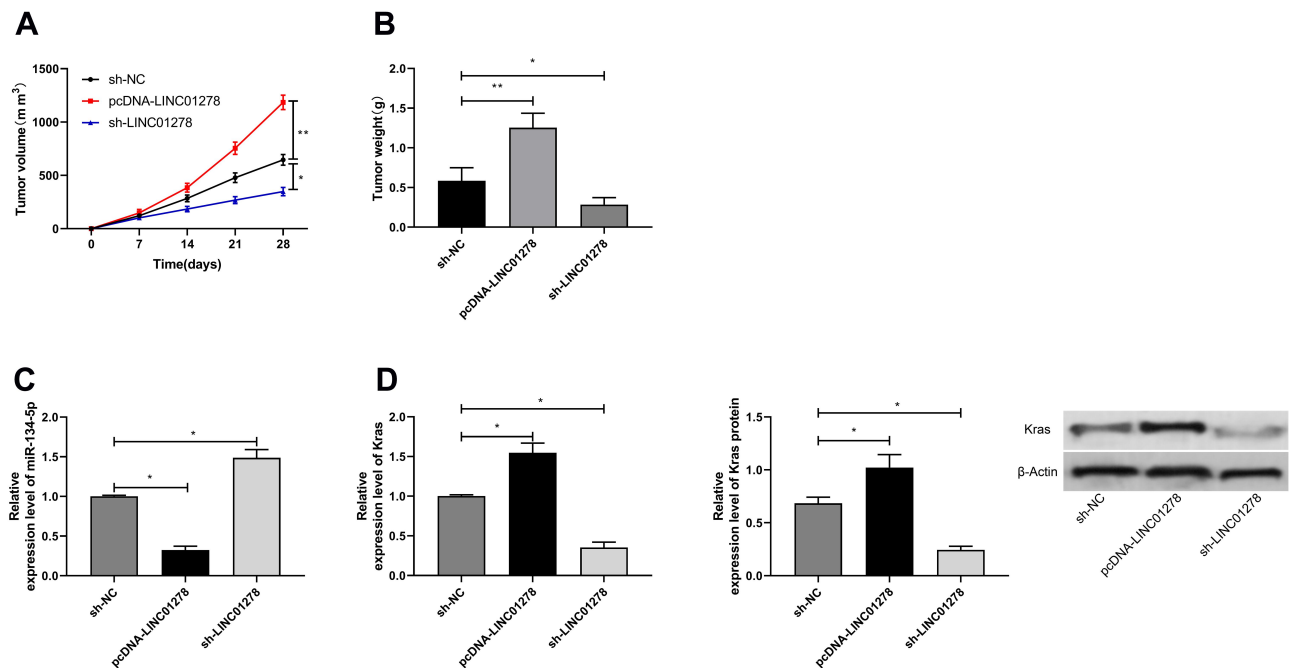 A
Tumor volume(mm³)
1500
1000
500
0
sh-NC
pcDNA-LINC01278
sh-LINC01278
**
*
0 7 14 21 28
Time(days)
B
Tumor weight(g)
2.0
1.5
1.0
0.5
0.0
*
**
sh-NC
pcDNA-LINC01278
sh-LINC01278
C
Relative
expression level of miR-134-5p
2.0
1.5
1.0
0.5
0.0
*
*
sh-NC
pcDNA-LINC01278
sh-LINC01278
D
Relative
expression level of Kras
2.0
1.5
1.0
0.5
0.0
*
*
sh-NC
pcDNA-LINC01278
sh-LINC01278
Relative
expression level of Kras protein
1.5
1.0
0.5
0.0
*
*
sh-NC
pcDNA-LINC01278
sh-LINC01278
Kras
β-Actin
sh-NC
pcDNA-LINC01278
sh-LINC01278